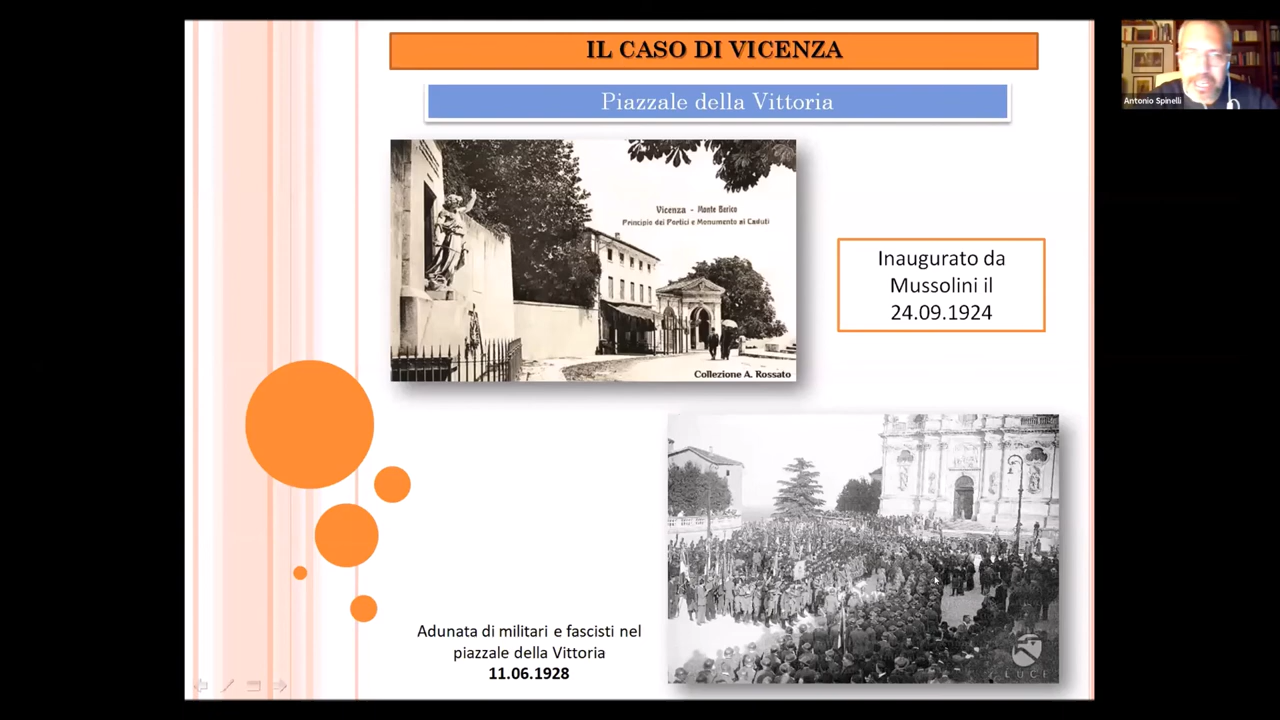 IL CASO DI VICENZA
Piazzale della Vittoria
Vicenza - Monte Berico
Principio dei Portici e Monumento ai Caduti
Collezione A. Rossato
Inaugurato da
Mussolini il
24.09.1924
Adunata di militari e fascisti nel
piazzale della Vittoria
11.06.1928
LUCE
Antonio Spinelli